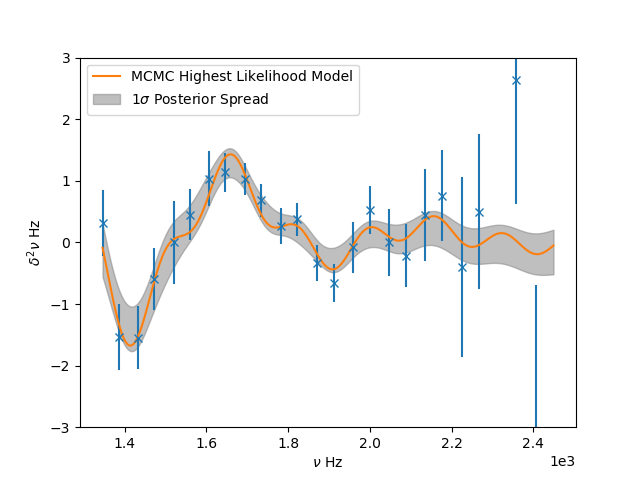 3
2
1
0
−1
−2
−3
δ²ν Hz
MCMC Highest Likelihood Model
1σ Posterior Spread
1.4 1.6 1.8 2.0 2.2 2.4
1e3
ν Hz